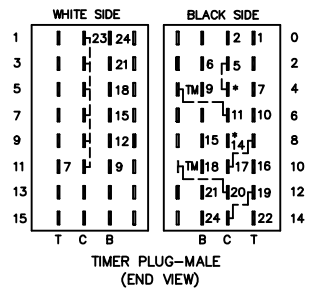 WHITE SIDE BLACK SIDE
1 23 24 2 1 0
3 21 6 5 2
5 18 TM 9 * 7 4
7 15 11 10 6
9 12 15 * 14 8 8
11 7 9 TM 18 17 16 10
13 21 20 19 12
15 24 22 14
T C B B C T
TIMER PLUG-MALE
(END VIEW)